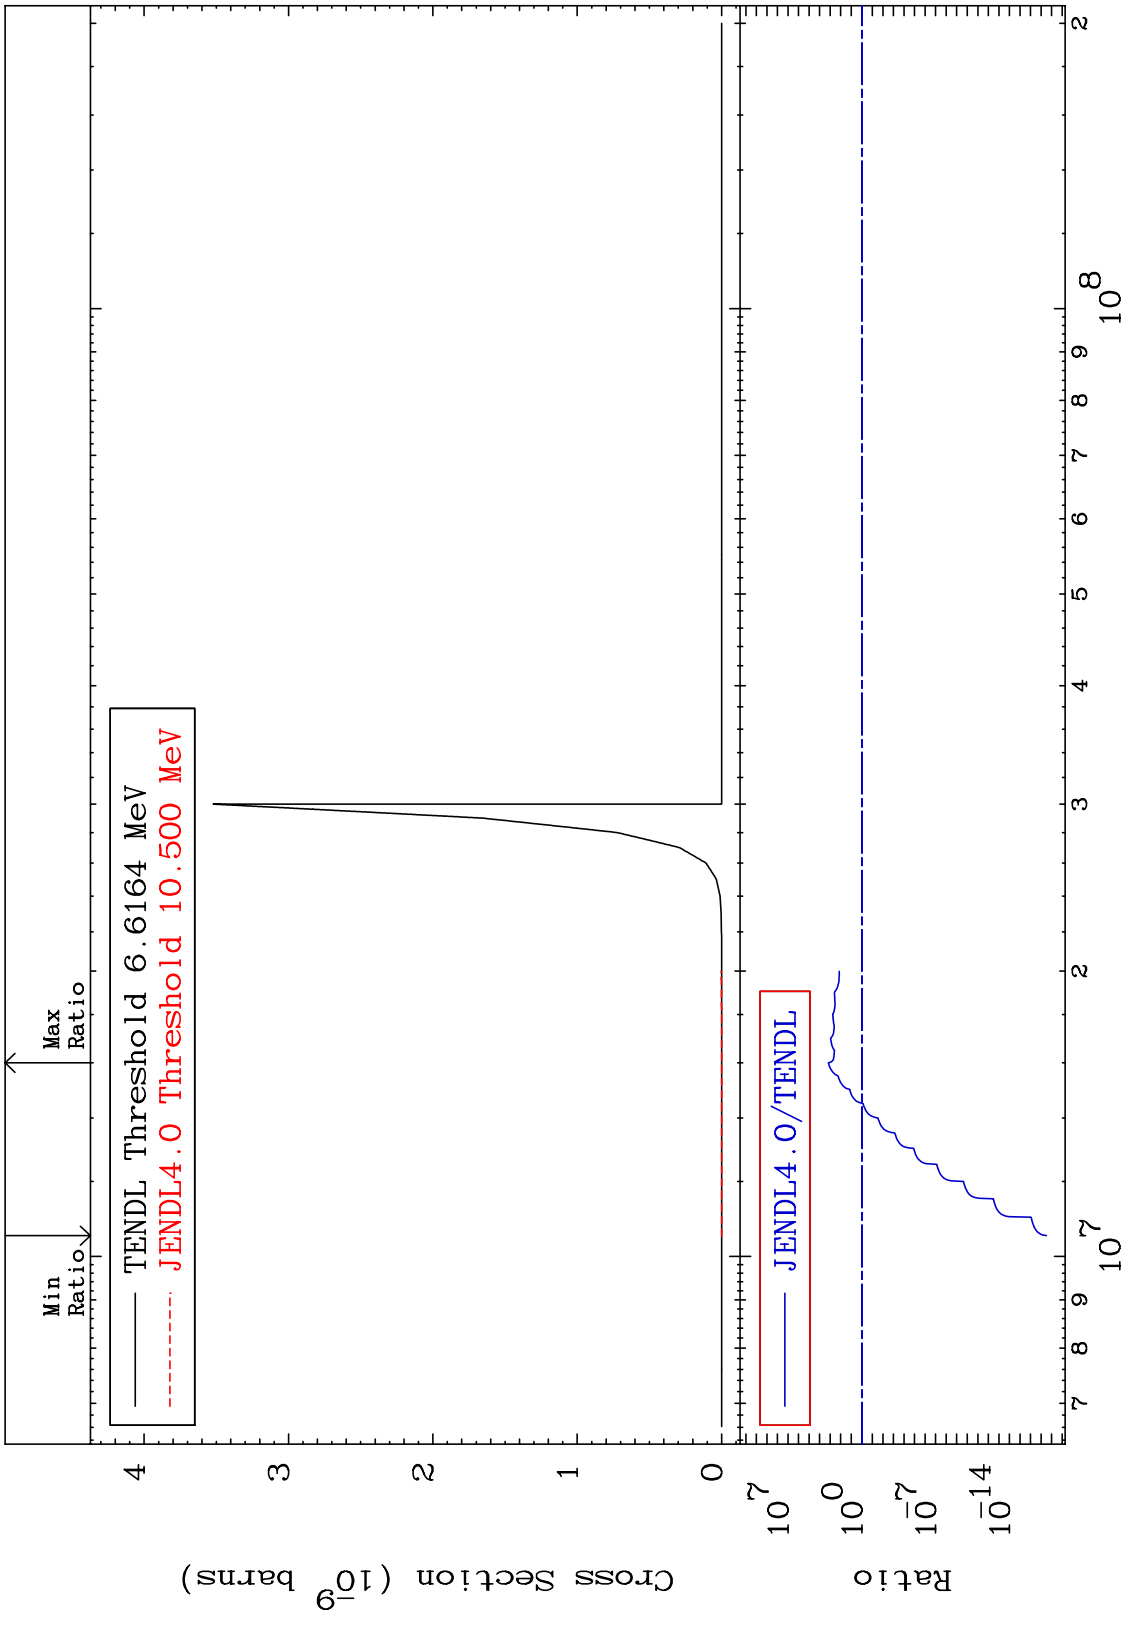 Min
Ratio
Max
Ratio
TENDL Threshold 6.6164 MeV
JENDL4.0 Threshold 10.500 MeV
4
3
2
1
0
Cross Section (10⁻⁹ barns)
JENDL4.0/TENDL
10⁷
10⁰
10⁻⁷
10⁻¹⁴
Ratio
7
8
9
10⁷
2
3
4
5
6
7
8
9
10⁸
2